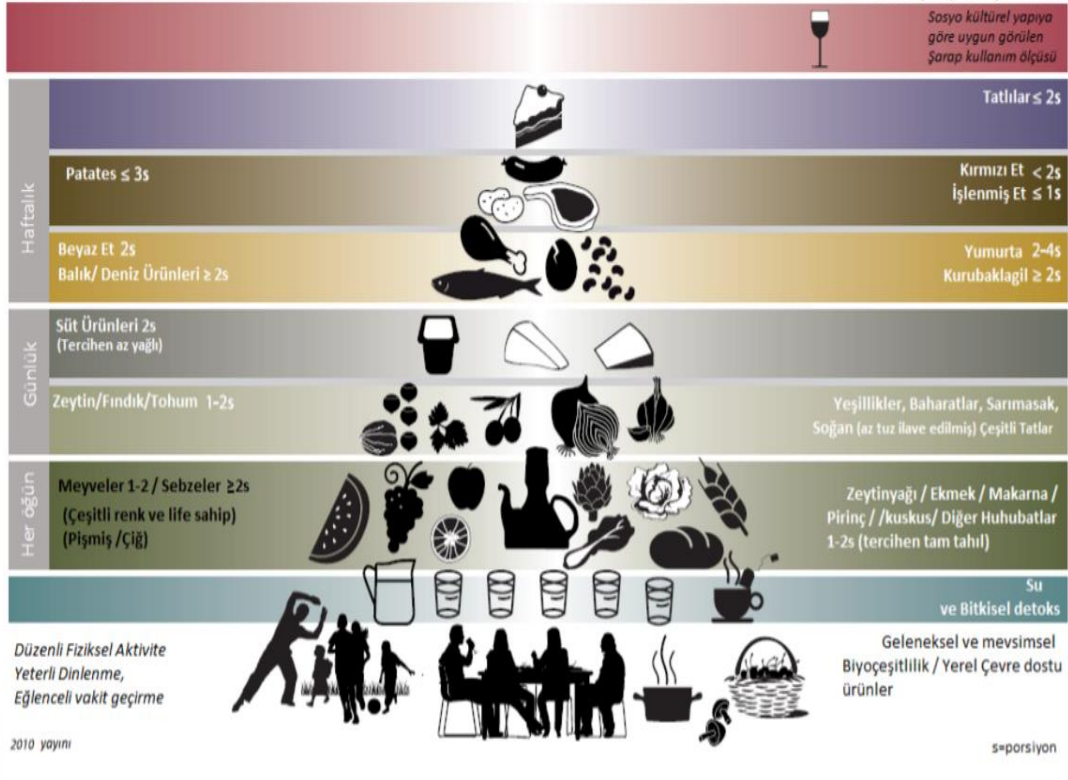 Sosyo kültürel yapıya
göre uygun görülen
Şarap kullanım ölçüsü
Haftalık
Tatlılar ≤ 2s
Patates ≤ 3s
Kırmızı Et < 2s
İşlenmiş Et ≤ 1s
Beyaz Et 2s
Balık/ Deniz Ürünleri ≥ 2s
Yumurta 2-4s
Kurubaklagil ≥ 2s
Günlük
Süt Ürünleri 2s
(Tercihen az yağlı)
Zeytin/Fındık/Tohum 1-2s
Yeşillikler, Baharatlar, Sarımasak,
Soğan (az tuz ilave edilmiş) Çeşitli Tatlar
Her öğün
Meyveler 1-2 / Sebzeler ≥2s
(Çeşitli renk ve life sahip)
(Pişmiş /Çiğ)
Zeytinyağı / Ekmek / Makarna /
Pirinç / /kuskus/ Diğer Huhubatlar
1-2s (tercihen tam tahıl)
Su
ve Bitkisel detoks
Düzenli Fiziksel Aktivite
Yeterli Dinlenme,
Eğlenceli vakit geçirme
Geleneksel ve mevsimsel
Biyoçeşitlilik / Yerel Çevre dostu
ürünler
2010 yayını
s=porsiyon